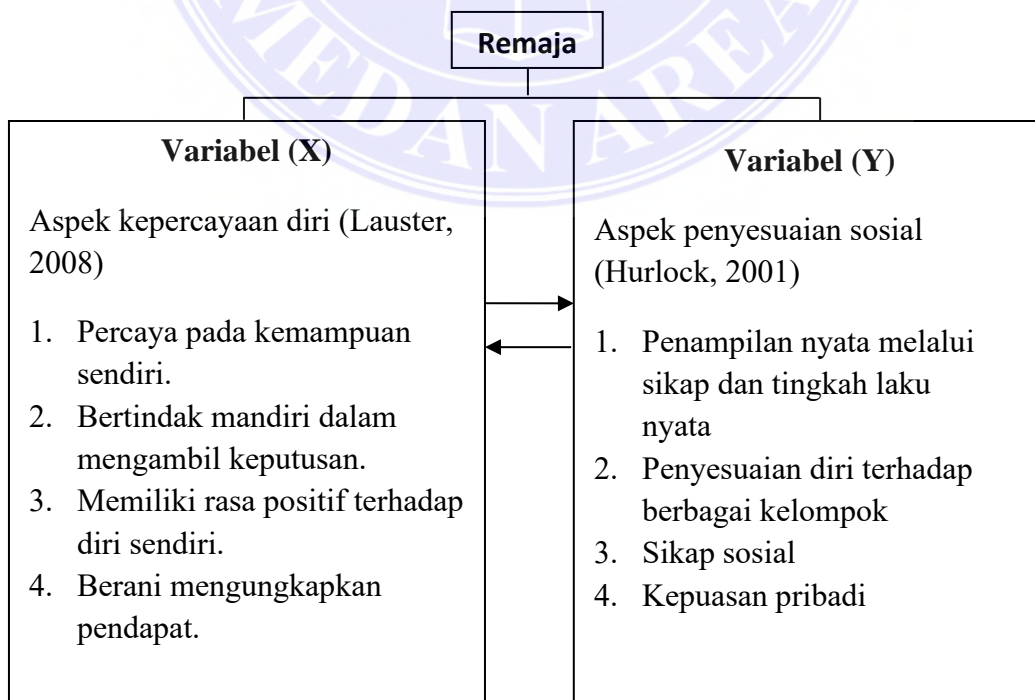 MEDAN AREA
Remaja
Variabel (X)
Aspek kepercayaan diri (Lauster,
2008)
1. Percaya pada kemampuan
sendiri.
2. Bertindak mandiri dalam
mengambil keputusan.
3. Memiliki rasa positif terhadap
diri sendiri.
4. Berani mengungkapkan
pendapat.
Variabel (Y)
Aspek penyesuaian sosial
(Hurlock, 2001)
1. Penampilan nyata melalui
sikap dan tingkah laku
nyata
2. Penyesuaian diri terhadap
berbagai kelompok
3. Sikap sosial
4. Kepuasan pribadi